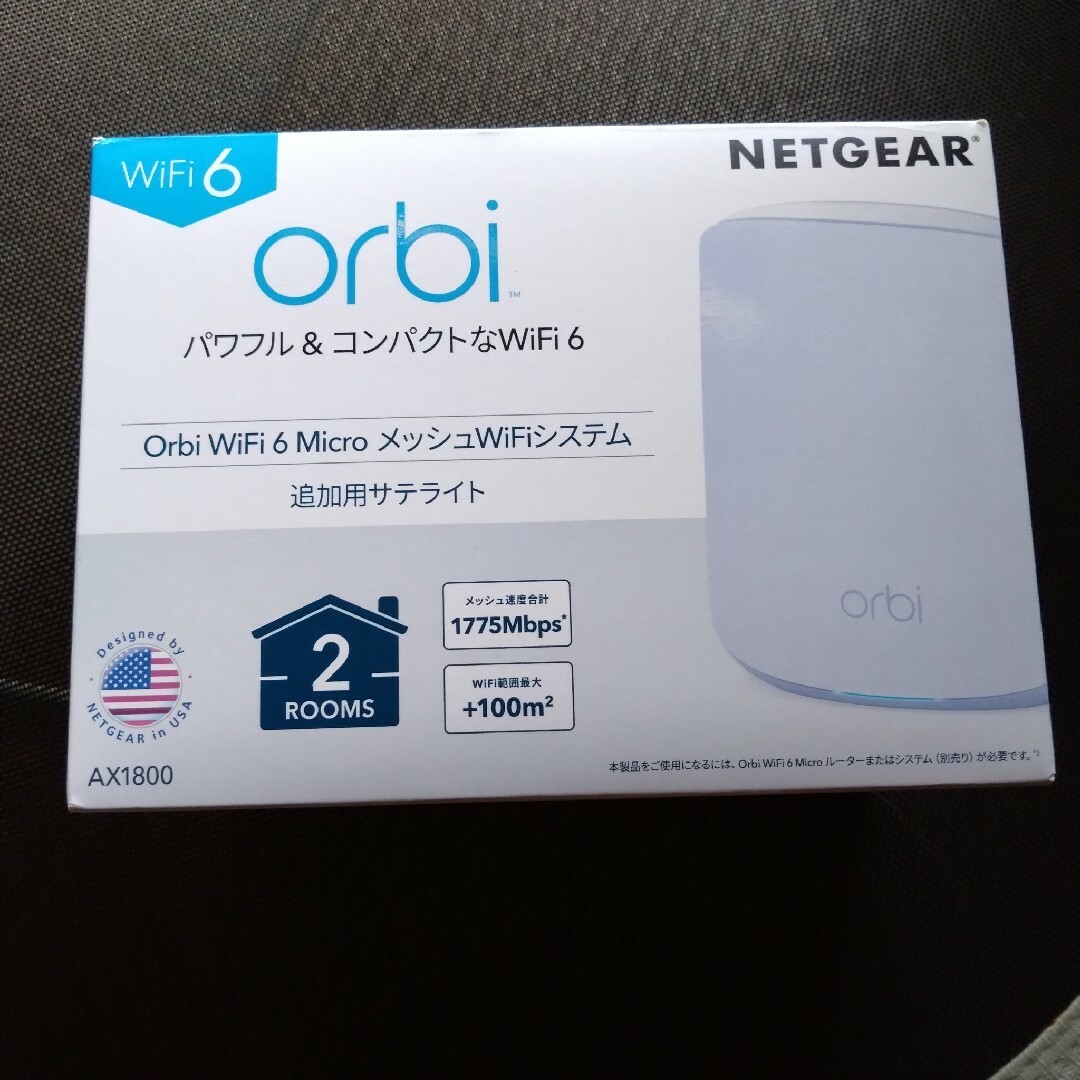 WiFi 6
NETGEAR®
orbi™
パワフル & コンパクトなWiFi 6
Orbi WiFi 6 Micro メッシュWiFiシステム
追加用サテライト
orbi
Designed by
NETGEAR in USA
2
ROOMS
メッシュ速度合計
1775Mbps*
WiFi範囲最大
+100m²
AX1800
本製品をご使用になるには、Orbi WiFi 6 Micro ルーターまたはシステム（別売り）が必要です。